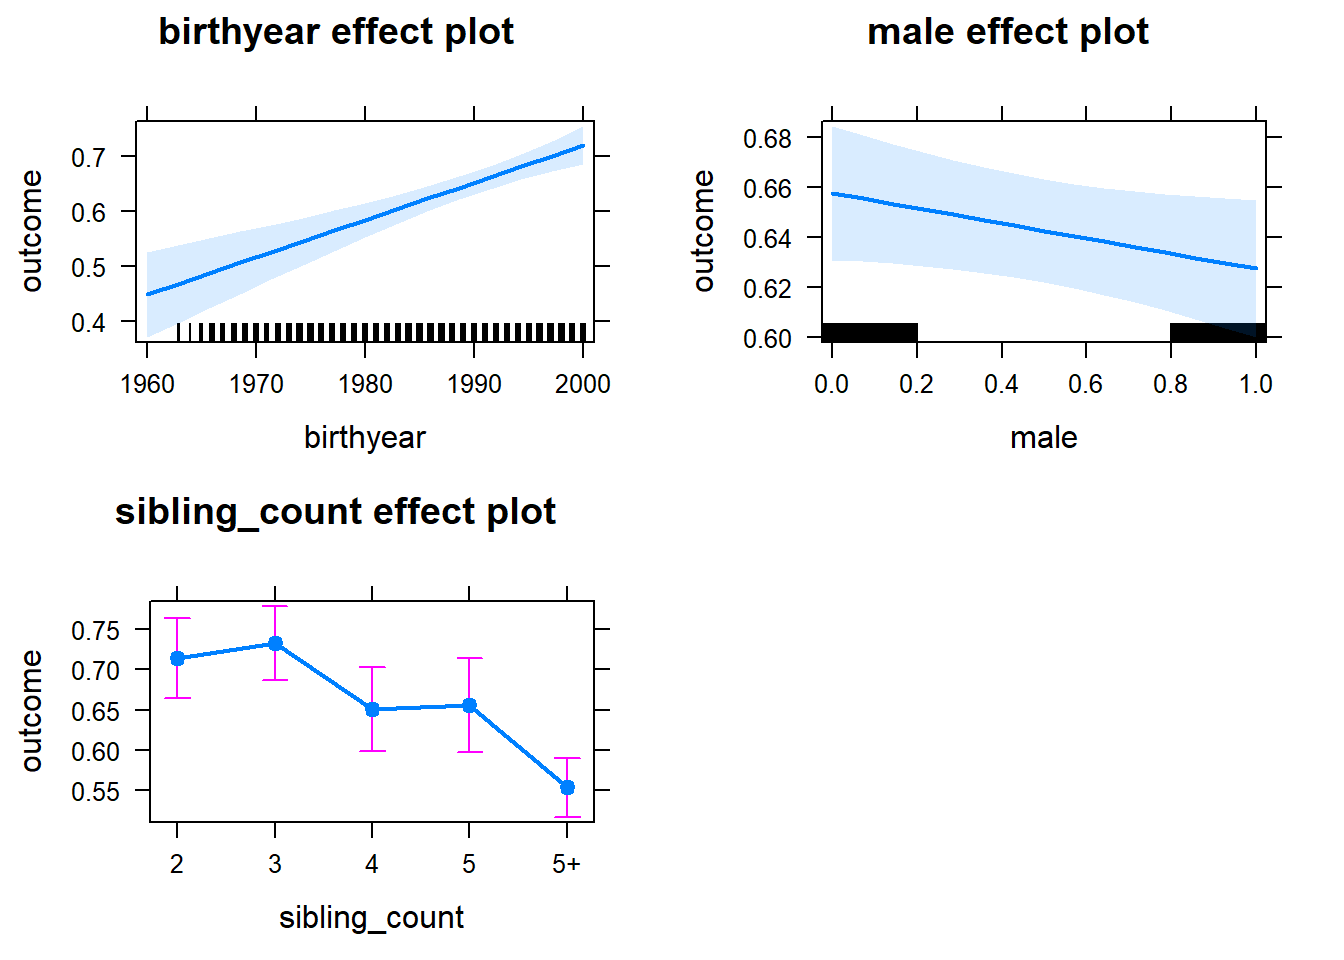 birthyear effect plot
outcome
0.7
0.6
0.5
0.4
1960 1970 1980 1990 2000
birthyear
male effect plot
outcome
0.68
0.66
0.64
0.62
0.60
0.0 0.2 0.4 0.6 0.8 1.0
male
sibling_count effect plot
outcome
0.75
0.70
0.65
0.60
0.55
2 3 4 5 5+
sibling_count